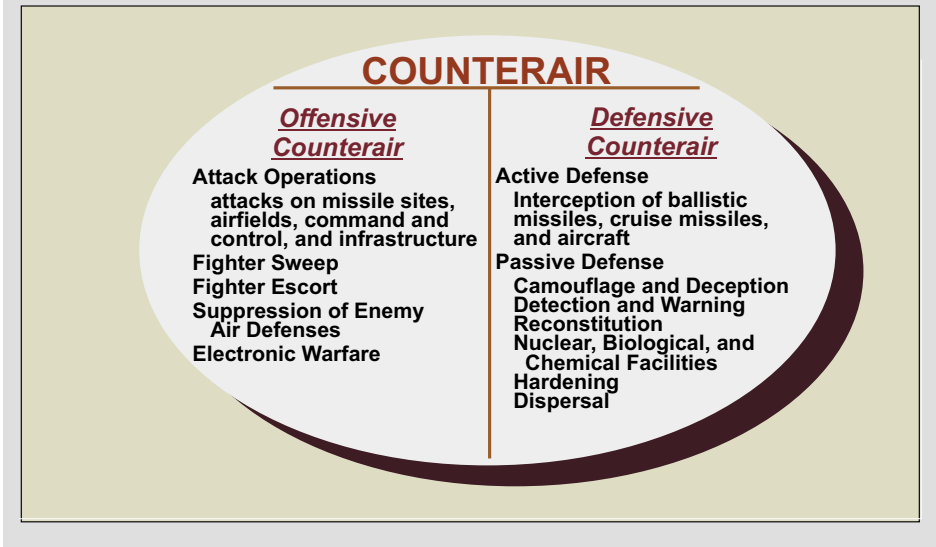 COUNTERAIR
Offensive
Counterair
Attack Operations
attacks on missile sites,
airfields, command and
control, and infrastructure
Fighter Sweep
Fighter Escort
Suppression of Enemy
Air Defenses
Electronic Warfare
Defensive
Counterair
Active Defense
Interception of ballistic
missiles, cruise missiles,
and aircraft
Passive Defense
Camouflage and Deception
Detection and Warning
Reconstitution
Nuclear, Biological, and
Chemical Facilities
Hardening
Dispersal